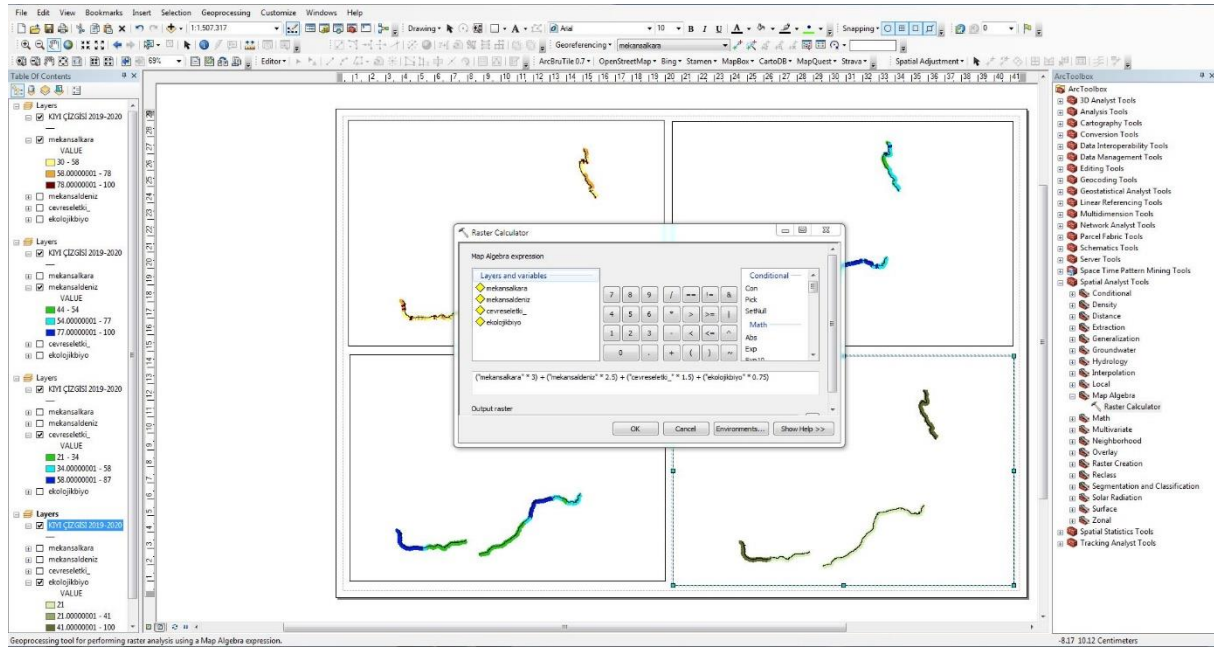 File Edit View Bookmarks Insert Selection Geoprocessing Customize Windows Help
1:1.507.317
Drawing
Arial
10
B I U A
Snapping
Georeferencing
mekansalkara
69%
Editor
ArcBruTile 0.7 OpenStreetMap Bing Stamen MapBox CartoDB MapQuest Strava
Spatial Adjustment
Table Of Contents
Layers
KIYI ÇİZGİSİ 2019-2020
mekansalkara
VALUE
30 - 58
58.00000001 - 78
78.00000001 - 100
mekansaldeniz
cevreseletki_
ekolojikbiyo
Layers
KIYI ÇİZGİSİ 2019-2020
mekansalkara
mekansaldeniz
VALUE
44 - 54
54.00000001 - 77
77.00000001 - 100
cevreseletki_
ekolojikbiyo
Layers
KIYI ÇİZGİSİ 2019-2020
mekansalkara
mekansaldeniz
cevreseletki_
VALUE
21 - 34
34.00000001 - 58
58.00000001 - 87
ekolojikbiyo
Layers
KIYI ÇİZGİSİ 2019-2020
mekansalkara
mekansaldeniz
cevreseletki_
ekolojikbiyo
VALUE
21
21.00000001 - 41
41.00000001 - 100
Raster Calculator
Map Algebra expression
Layers and variables
mekansalkara
mekansaldeniz
cevreseletki_
ekolojikbiyo
7 8 9 / == != &
4 5 6 * > >= |
1 2 3 - < <= ^
0 . + ( ) ~
Conditional
Con
Pick
SetNull
Math
Abs
Exp
Exp10
("mekansalkara" * 3) + ("mekansaldeniz" * 2.5) + ("cevreseletki_" * 1.5) + ("ekolojikbiyo" * 0.75)
Output raster
OK Cancel Environments... Show Help >>
ArcToolbox
ArcToolbox
3D Analyst Tools
Analysis Tools
Cartography Tools
Conversion Tools
Data Interoperability Tools
Data Management Tools
Editing Tools
Geocoding Tools
Geostatistical Analyst Tools
Linear Referencing Tools
Multidimension Tools
Network Analyst Tools
Parcel Fabric Tools
Schematics Tools
Server Tools
Space Time Pattern Mining Tools
Spatial Analyst Tools
Conditional
Density
Distance
Extraction
Generalization
Groundwater
Hydrology
Interpolation
Local
Map Algebra
Raster Calculator
Math
Multivariate
Neighborhood
Overlay
Raster Creation
Reclass
Segmentation and Classification
Solar Radiation
Surface
Zonal
Spatial Statistics Tools
Tracking Analyst Tools
Geoprocessing tool for performing raster analysis using a Map Algebra expression.
-8.17 10.12 Centimeters